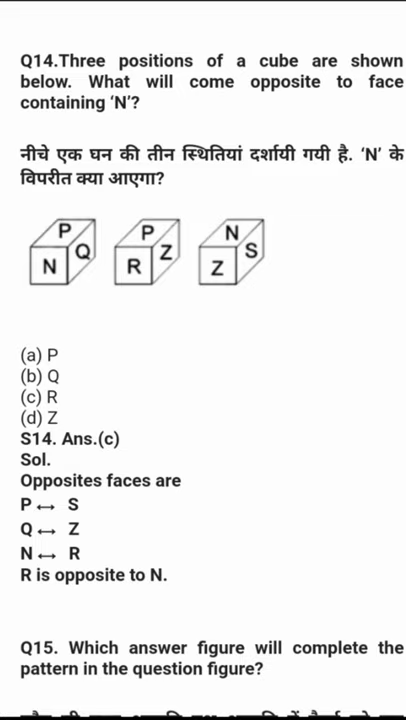 Q14.Three positions of a cube are shown
below. What will come opposite to face
containing ‘N’?
नीचे एक घन की तीन स्थितियां दर्शायी गयी है. ‘N’ के
विपरीत क्या आएगा?
P P N
Q Z S
N R Z
(a) P
(b) Q
(c) R
(d) Z
S14. Ans.(c)
Sol.
Opposites faces are
P↔ S
Q↔ Z
N↔ R
R is opposite to N.
Q15. Which answer figure will complete the
pattern in the question figure?